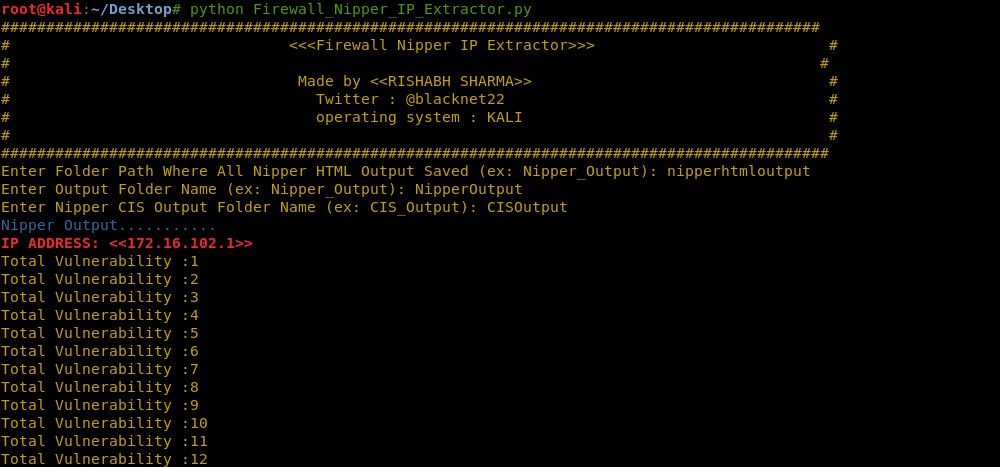 root@kali:~/Desktop# python Firewall_Nipper_IP_Extractor.py
###########################################################################################
# <<<Firewall Nipper IP Extractor>>> #
# #
# Made by <<RISHABH SHARMA>> #
# Twitter : @blacknet22 #
# operating system : KALI #
# #
############################################################################################
Enter Folder Path Where All Nipper HTML Output Saved (ex: Nipper_Output): nipperhtmloutput
Enter Output Folder Name (ex: Nipper_Output): NipperOutput
Enter Nipper CIS Output Folder Name (ex: CIS_Output): CISOutput
Nipper Output...........
IP ADDRESS: <<172.16.102.1>>
Total Vulnerability :1
Total Vulnerability :2
Total Vulnerability :3
Total Vulnerability :4
Total Vulnerability :5
Total Vulnerability :6
Total Vulnerability :7
Total Vulnerability :8
Total Vulnerability :9
Total Vulnerability :10
Total Vulnerability :11
Total Vulnerability :12